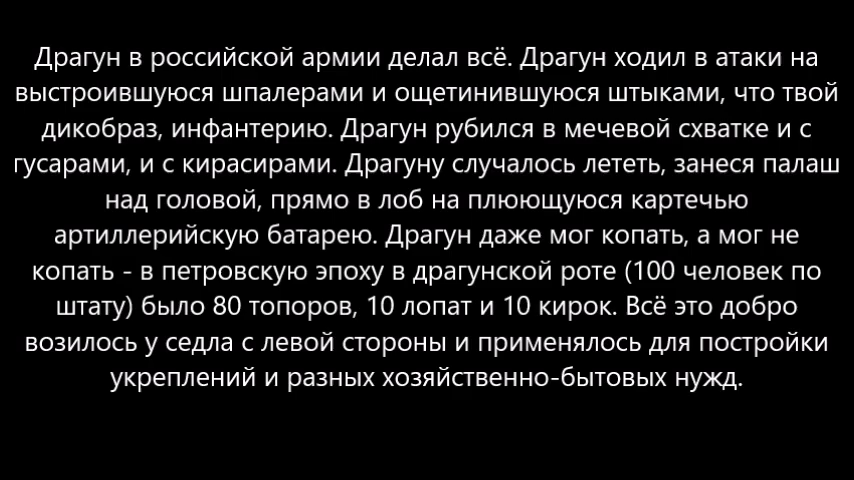 Драгун в российской армии делал всё. Драгун ходил в атаки на
выстроившуюся шпалерами и ощетинившуюся штыками, что твой
дикобраз, инфантерию. Драгун рубился в мечевой схватке и с
гусарами, и с кирасирами. Драгуну случалось лететь, занеся палаш
над головой, прямо в лоб на плюющуюся картечью
артиллерийскую батарею. Драгун даже мог копать, а мог не
копать - в петровскую эпоху в драгунской роте (100 человек по
штату) было 80 топоров, 10 лопат и 10 кирок. Всё это добро
возилось у седла с левой стороны и применялось для постройки
укреплений и разных хозяйственно-бытовых нужд.